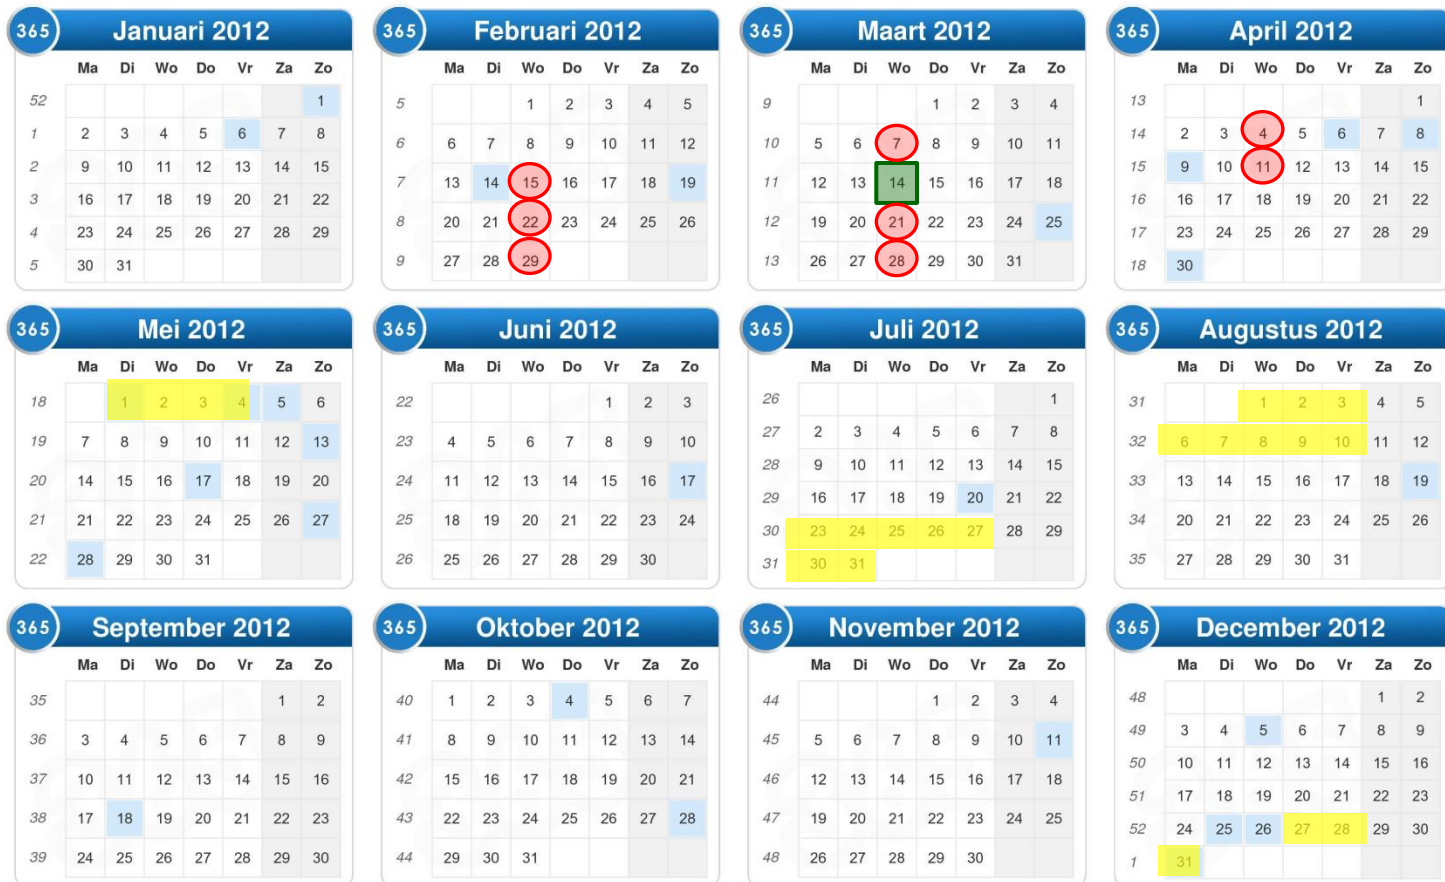 365 Januari 2012
Ma Di Wo Do Vr Za Zo
52 1
1 2 3 4 5 6 7 8
2 9 10 11 12 13 14 15
3 16 17 18 19 20 21 22
4 23 24 25 26 27 28 29
5 30 31
365 Februari 2012
Ma Di Wo Do Vr Za Zo
5 1 2 3 4 5
6 6 7 8 9 10 11 12
7 13 14 15 16 17 18 19
8 20 21 22 23 24 25 26
9 27 28 29
365 Maart 2012
Ma Di Wo Do Vr Za Zo
9 1 2 3 4
10 5 6 7 8 9 10 11
11 12 13 14 15 16 17 18
12 19 20 21 22 23 24 25
13 26 27 28 29 30 31
365 April 2012
Ma Di Wo Do Vr Za Zo
13 1
14 2 3 4 5 6 7 8
15 9 10 11 12 13 14 15
16 16 17 18 19 20 21 22
17 23 24 25 26 27 28 29
18 30
365 Mei 2012
Ma Di Wo Do Vr Za Zo
18 1 2 3 4 5 6
19 7 8 9 10 11 12 13
20 14 15 16 17 18 19 20
21 21 22 23 24 25 26 27
22 28 29 30 31
365 Juni 2012
Ma Di Wo Do Vr Za Zo
22 1 2 3
23 4 5 6 7 8 9 10
24 11 12 13 14 15 16 17
25 18 19 20 21 22 23 24
26 25 26 27 28 29 30
365 Juli 2012
Ma Di Wo Do Vr Za Zo
26 1
27 2 3 4 5 6 7 8
28 9 10 11 12 13 14 15
29 16 17 18 19 20 21 22
30 23 24 25 26 27 28 29
31 30 31
365 Augustus 2012
Ma Di Wo Do Vr Za Zo
31 1 2 3 4 5
32 6 7 8 9 10 11 12
33 13 14 15 16 17 18 19
34 20 21 22 23 24 25 26
35 27 28 29 30 31
365 September 2012
Ma Di Wo Do Vr Za Zo
35 1 2
36 3 4 5 6 7 8 9
37 10 11 12 13 14 15 16
38 17 18 19 20 21 22 23
39 24 25 26 27 28 29 30
365 Oktober 2012
Ma Di Wo Do Vr Za Zo
40 1 2 3 4 5 6 7
41 8 9 10 11 12 13 14
42 15 16 17 18 19 20 21
43 22 23 24 25 26 27 28
44 29 30 31
365 November 2012
Ma Di Wo Do Vr Za Zo
44 1 2 3 4
45 5 6 7 8 9 10 11
46 12 13 14 15 16 17 18
47 19 20 21 22 23 24 25
48 26 27 28 29 30
365 December 2012
Ma Di Wo Do Vr Za Zo
48 1 2
49 3 4 5 6 7 8 9
50 10 11 12 13 14 15 16
51 17 18 19 20 21 22 23
52 24 25 26 27 28 29 30
1 31